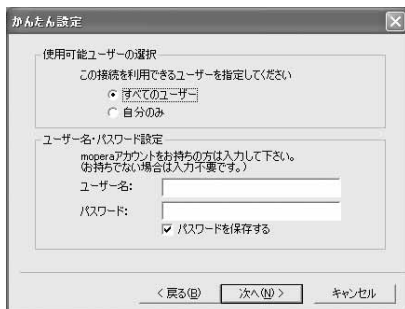 かんたん設定
使用可能ユーザーの選択
この接続を利用できるユーザーを指定してください
すべてのユーザー
自分のみ
ユーザー名・パスワード設定
moperaアカウントをお持ちの方は入力して下さい。
(お持ちでない場合は入力不要です。)
ユーザー名:
パスワード:
パスワードを保存する
< 戻る(B)
次へ(N) >
キャンセル